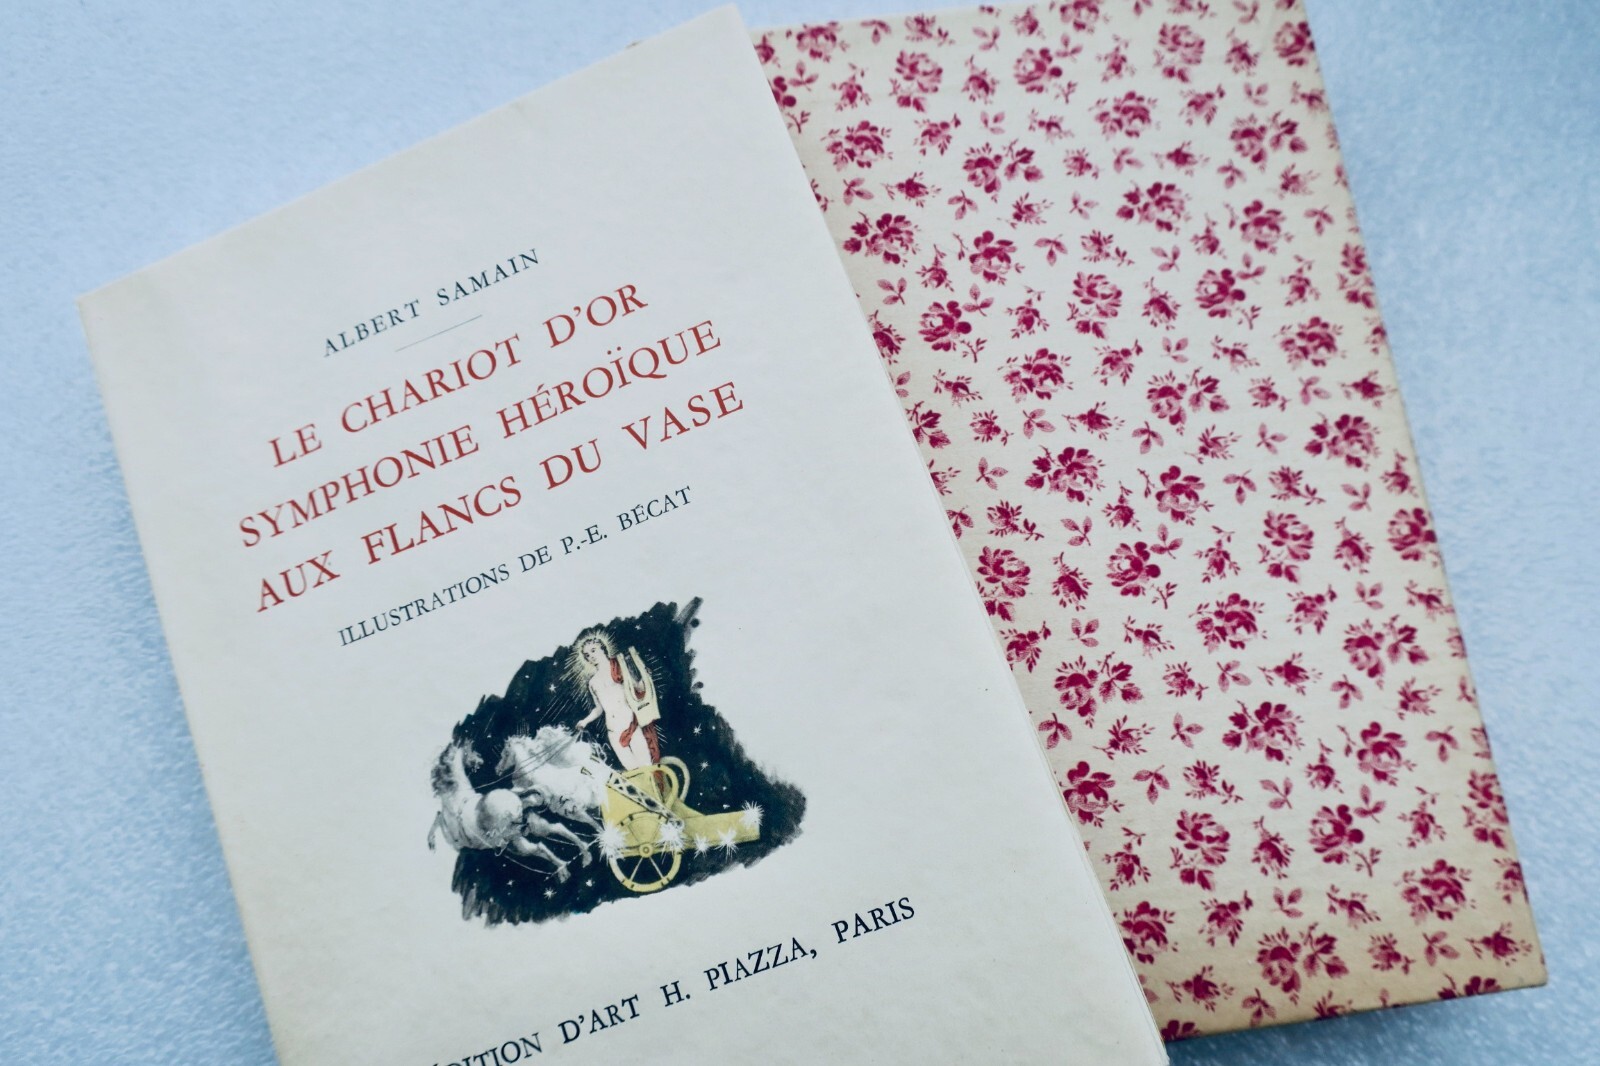 ALBERT SAMAIN
LE CHARIOT D'OR
SYMPHONIE HÉROÏQUE
AUX FLANCS DU VASE
ILLUSTRATIONS DE P.-E. BÉCAT
ÉDITION D'ART H. PIAZZA, PARIS